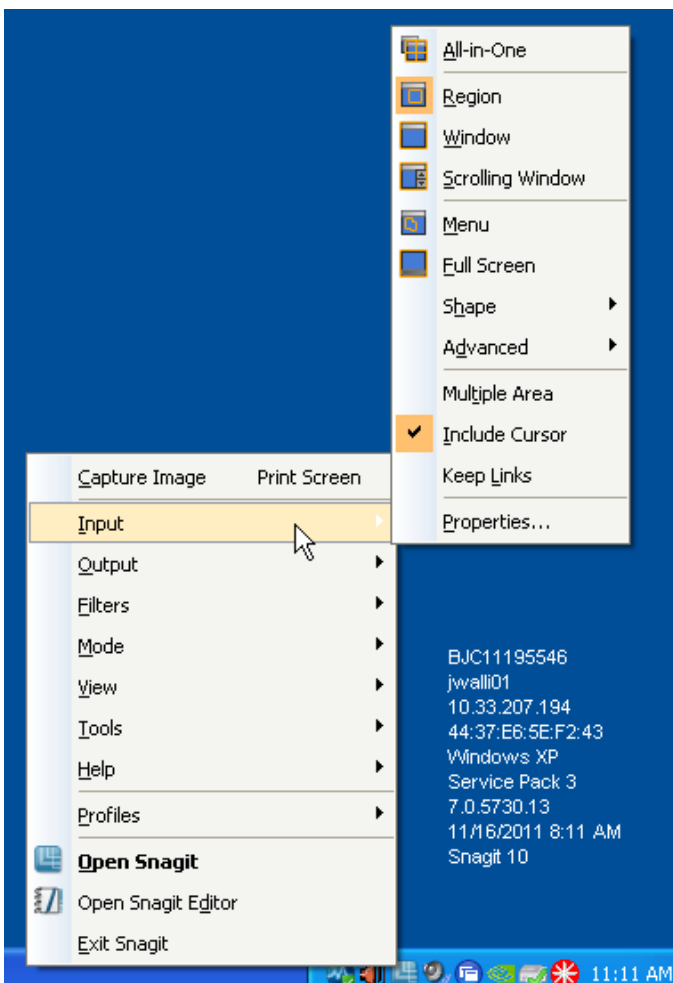 All-in-One
Region
Window
Scrolling Window
Menu
Full Screen
Shape
Advanced
Multiple Area
Include Cursor
Keep Links
Properties...
Capture Image Print Screen
Input
Output
Filters
Mode
View
Tools
Help
Profiles
Open Snagit
Open Snagit Editor
Exit Snagit
BJC11195546
jwalli01
10.33.207.194
44:37:E6:5E:F2:43
Windows XP
Service Pack 3
7.0.5730.13
11/16/2011 8:11 AM
Snagit 10
11:11 AM